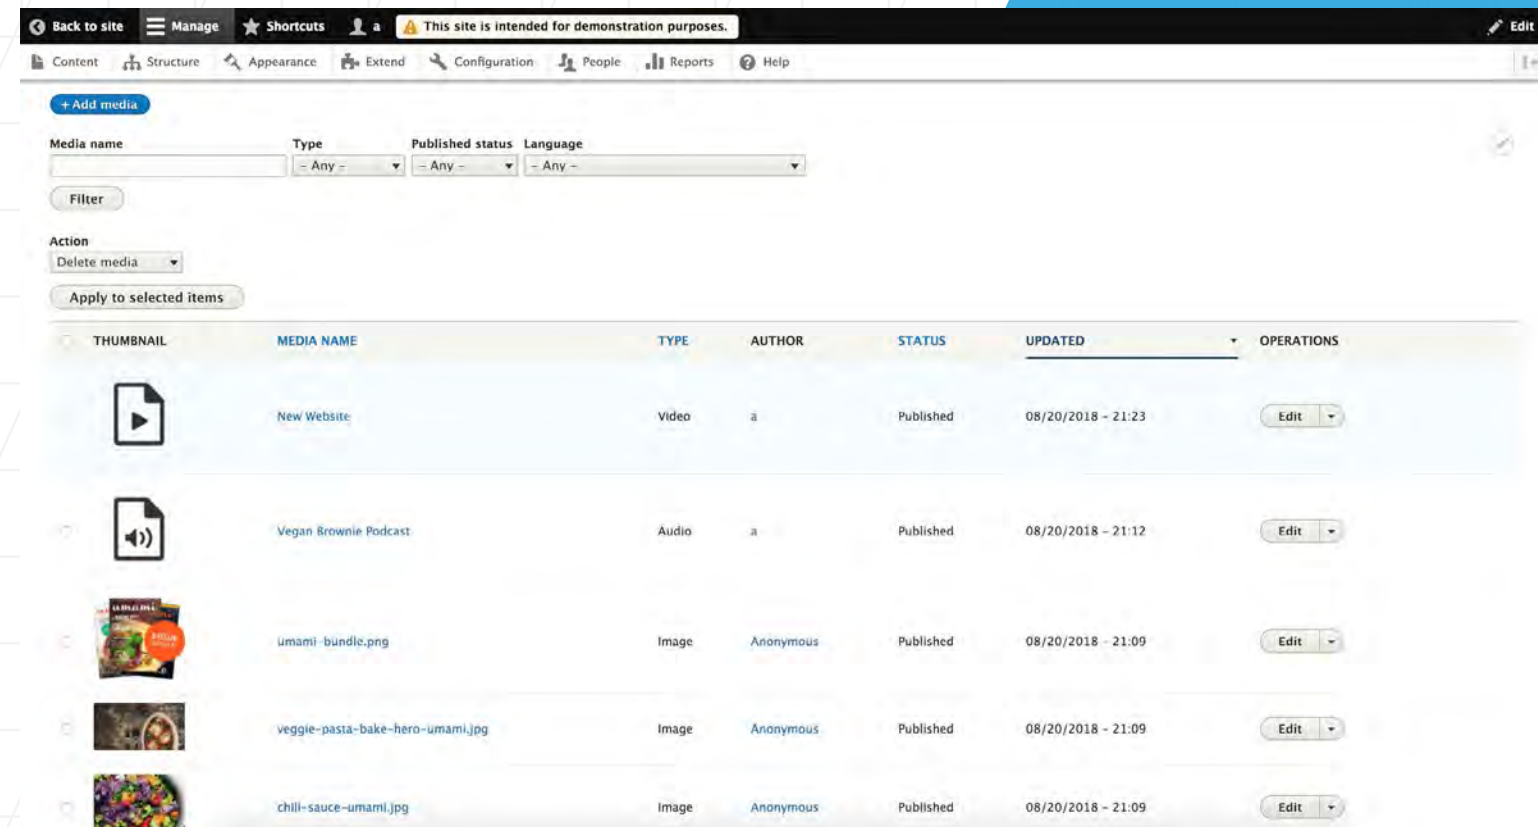 Back to site Manage Shortcuts a This site is intended for demonstration purposes. Edit
Content Structure Appearance Extend Configuration People Reports Help
+ Add media
Media name Type Published status Language
- Any - - Any - - Any -
Filter
Action
Delete media
Apply to selected items
THUMBNAIL MEDIA NAME TYPE AUTHOR STATUS UPDATED OPERATIONS
New Website Video a Published 08/20/2018 - 21:23 Edit
Vegan Brownie Podcast Audio a Published 08/20/2018 - 21:12 Edit
umami
umami-bundle.png Image Anonymous Published 08/20/2018 - 21:09 Edit
veggie-pasta-bake-hero-umami.jpg Image Anonymous Published 08/20/2018 - 21:09 Edit
chili-sauce-umami.jpg Image Anonymous Published 08/20/2018 - 21:09 Edit